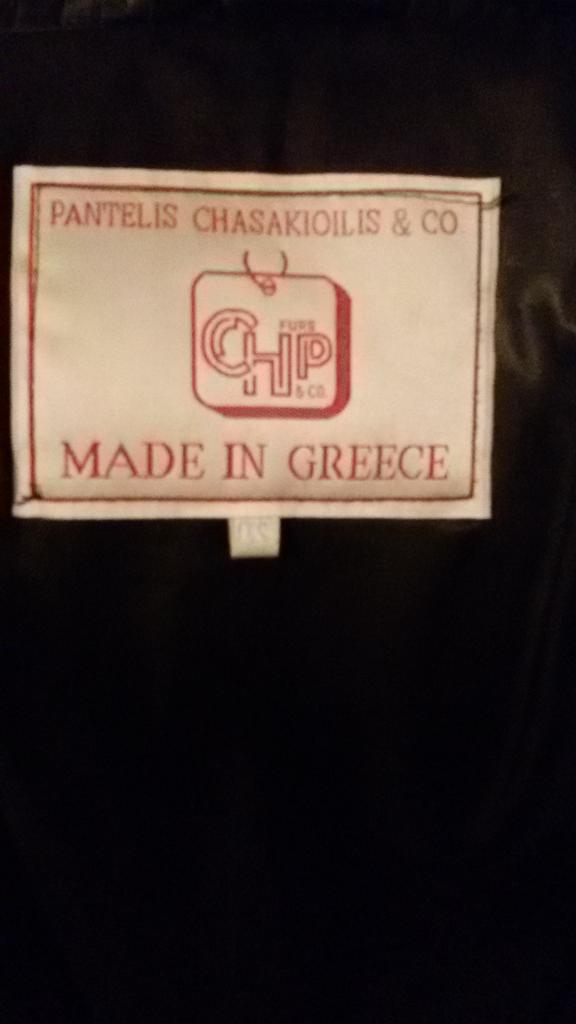 PANTELIS CHASAKIOILIS & CO
FURS
CHP
& CO.
MADE IN GREECE